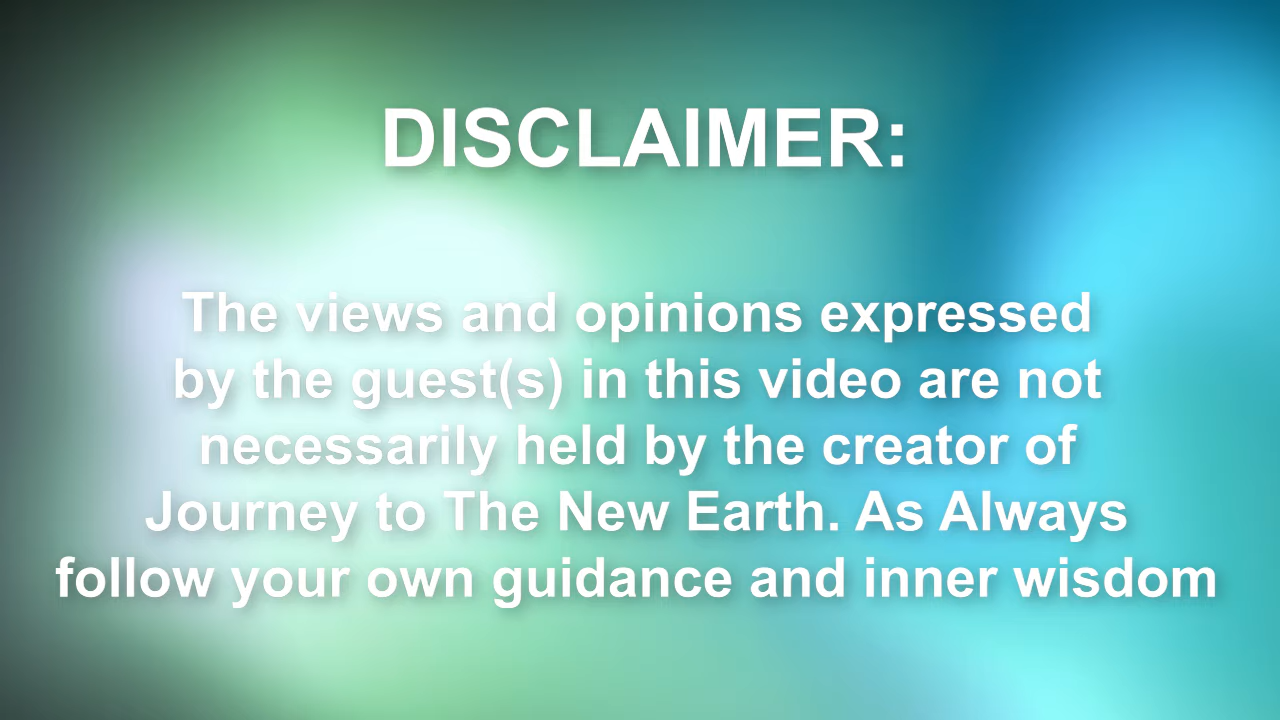 DISCLAIMER:
The views and opinions expressed
by the guest(s) in this video are not
necessarily held by the creator of
Journey to The New Earth. As Always
follow your own guidance and inner wisdom